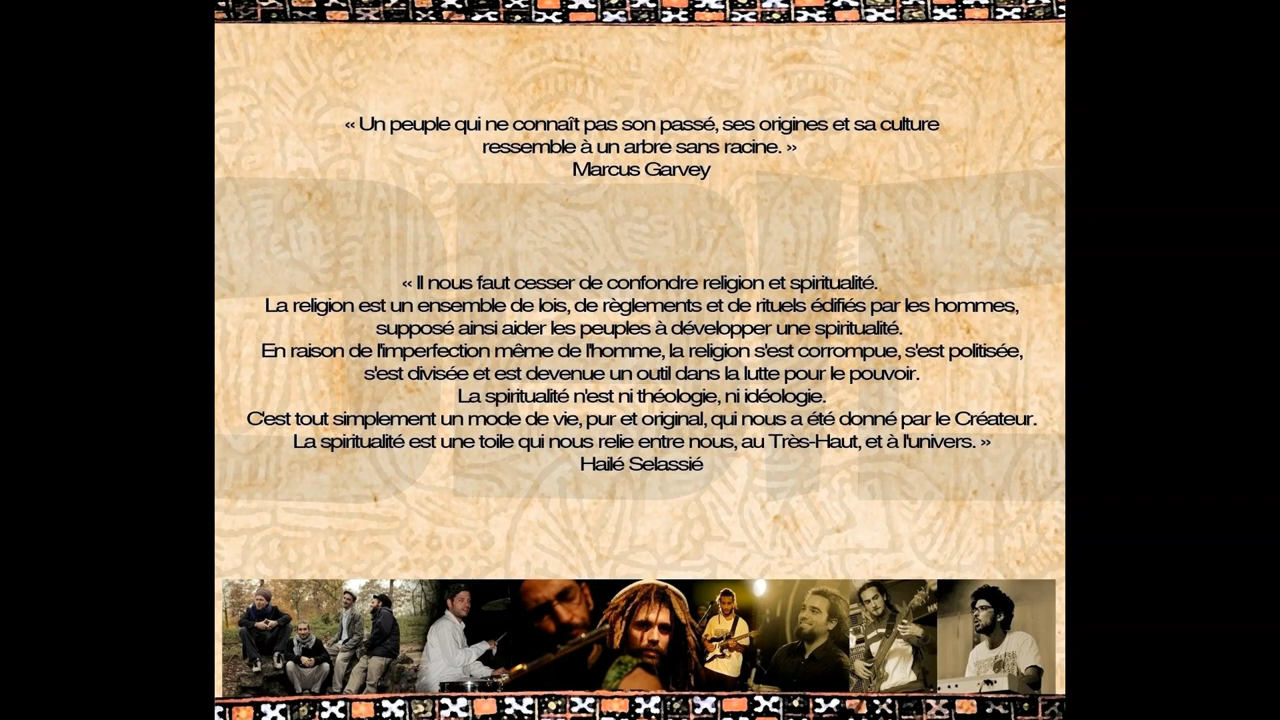 « Un peuple qui ne connaît pas son passé, ses origines et sa culture
ressemble à un arbre sans racine. »
Marcus Garvey
« Il nous faut cesser de confondre religion et spiritualité.
La religion est un ensemble de lois, de règlements et de rituels édifiés par les hommes,
supposé ainsi aider les peuples à développer une spiritualité.
En raison de l'imperfection même de l'homme, la religion s'est corrompue, s'est politisée,
s'est divisée et est devenue un outil dans la lutte pour le pouvoir.
La spiritualité n'est ni théologie, ni idéologie.
C'est tout simplement un mode de vie, pur et original, qui nous a été donné par le Créateur.
La spiritualité est une toile qui nous relie entre nous, au Très-Haut, et à l'univers. »
Hailé Selassié